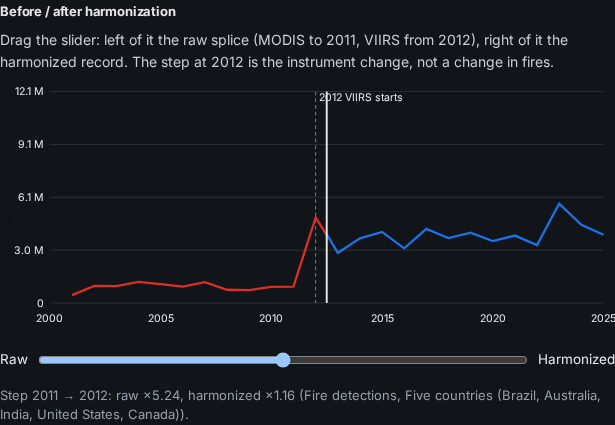 Before / after harmonization
Drag the slider: left of it the raw splice (MODIS to 2011, VIIRS from 2012), right of it the
harmonized record. The step at 2012 is the instrument change, not a change in fires.
12.1 M
2012 VIIRS starts
9.1 M
6.1 M
3.0 M
0
2000 2005 2010 2015 2020 2025
Raw Harmonized
Step 2011 → 2012: raw ×5.24, harmonized ×1.16 (Fire detections, Five countries (Brazil, Australia,
India, United States, Canada)).